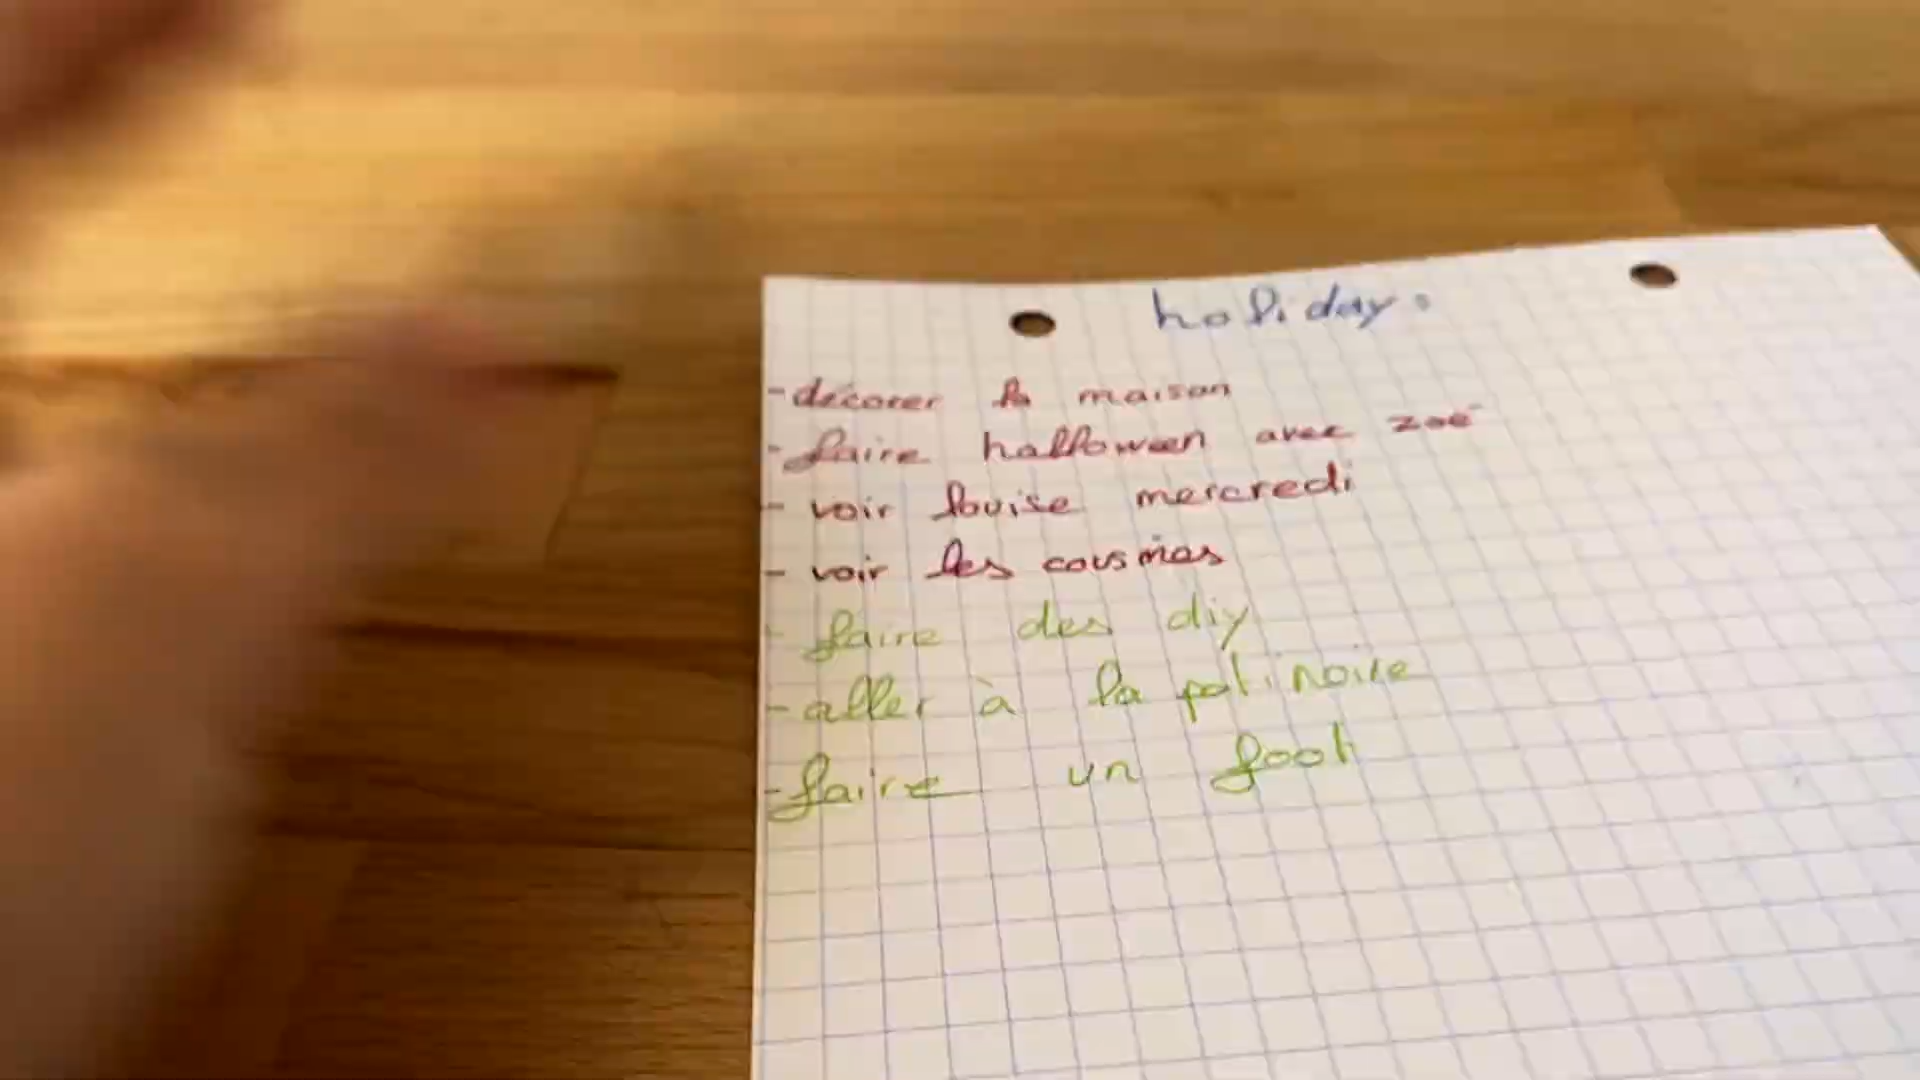 holiday :
- décorer la maison
- faire halloween avec zoé
- voir louise mercredi
- voir les cousines
- faire des diy
- aller à la patinoire
- faire un foot